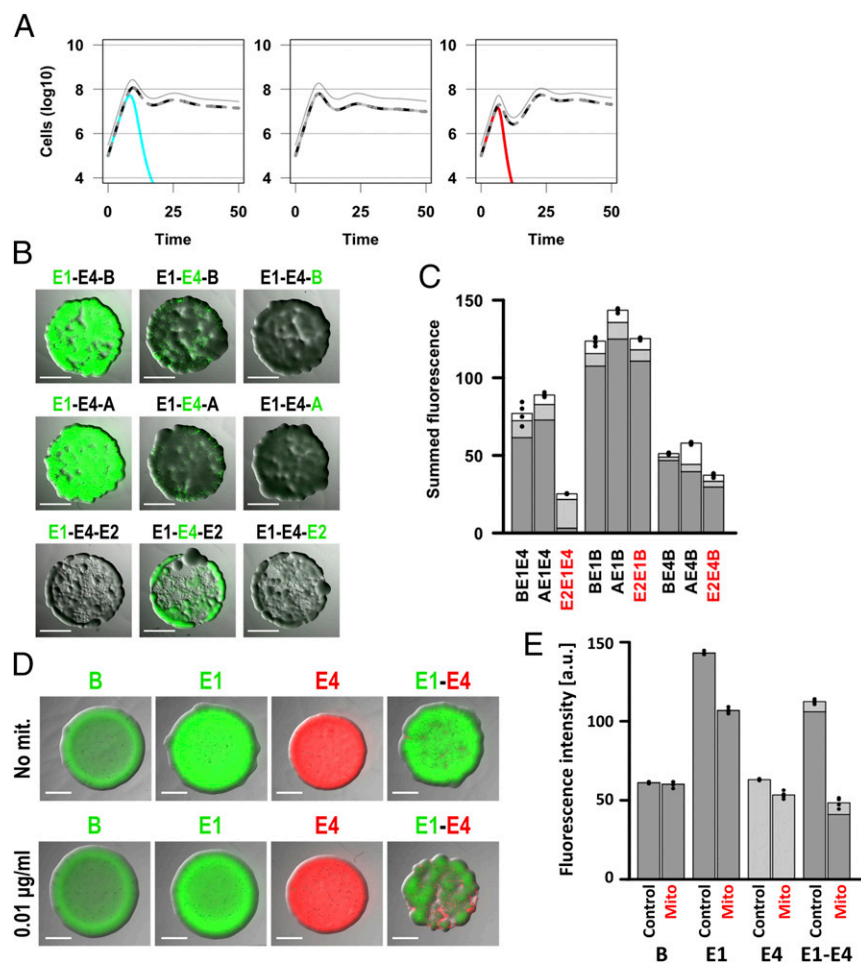 A
Cells (log10)
10
8
6
4
0 25 50
Time
10
8
6
4
0 25 50
Time
10
8
6
4
0 25 50
Time
B
E1-E4-B
E1-E4-B
E1-E4-B
E1-E4-A
E1-E4-A
E1-E4-A
E1-E4-E2
E1-E4-E2
E1-E4-E2
C
Summed fluorescence
150
100
50
0
BE1E4
AE1E4
E2E1E4
BE1B
AE1B
E2E1B
BE4B
AE4B
E2E4B
D
B
E1
E4
E1-E4
No mit.
B
E1
E4
E1-E4
0.01 µg/ml
E
Fluorescence intensity [a.u.]
150
100
50
0
Control
Mito
Control
Mito
Control
Mito
Control
Mito
B
E1
E4
E1-E4